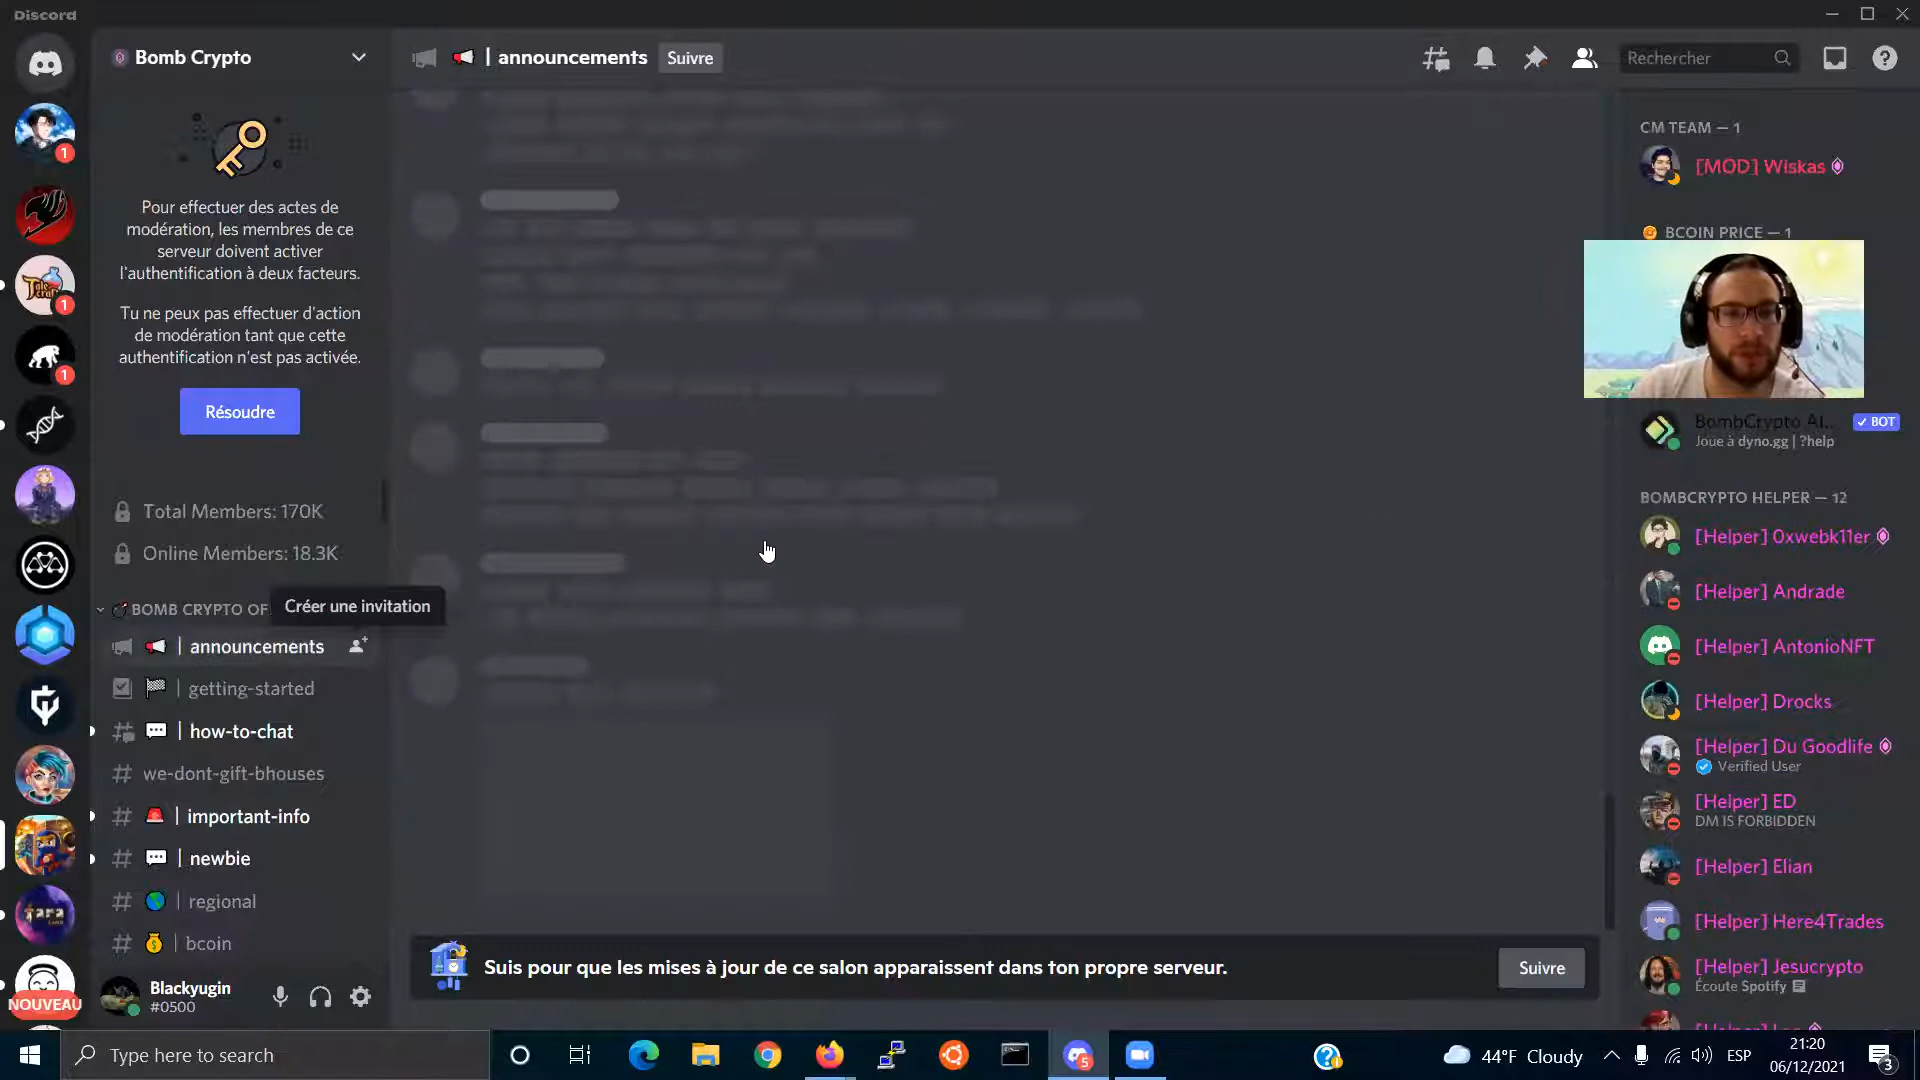 Discord
Bomb Crypto
| announcements
Suivre
Rechercher
Pour effectuer des actes de
modération, les membres de ce
serveur doivent activer
l'authentification à deux facteurs.
Tu ne peux pas effectuer d'action
de modération tant que cette
authentification n'est pas activée.
Résoudre
Total Members: 170K
Online Members: 18.3K
BOMB CRYPTO OF
Créer une invitation
| announcements
| getting-started
| how-to-chat
we-dont-gift-bhouses
| important-info
| newbie
| regional
| bcoin
NOUVEAU
Blackyugin
#0500
Suis pour que les mises à jour de ce salon apparaissent dans ton propre serveur.
Suivre
CM TEAM — 1
[MOD] Wiskas
BCOIN PRICE — 1
BombCrypto AI...
BOT
Joue à dyno.gg | ?help
BOMBCRYPTO HELPER — 12
[Helper] 0xwebk11er
[Helper] Andrade
[Helper] AntonioNFT
[Helper] Drocks
[Helper] Du Goodlife
Verified User
[Helper] ED
DM IS FORBIDDEN
[Helper] Elian
[Helper] Here4Trades
[Helper] Jesucrypto
Écoute Spotify
Type here to search
44°F Cloudy
ESP
21:20
06/12/2021